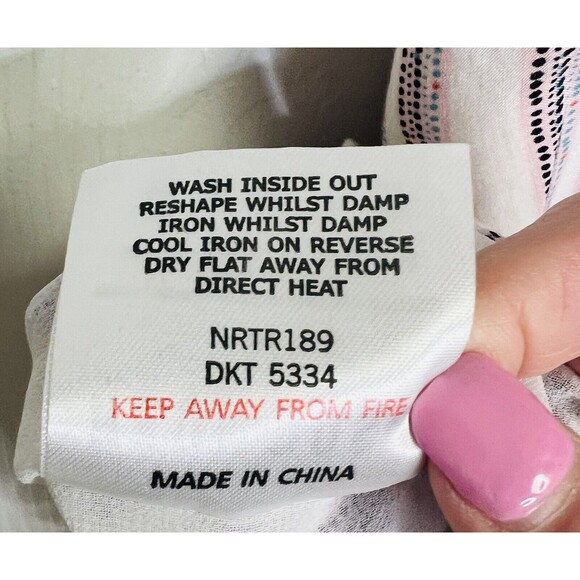 WASH INSIDE OUT
RESHAPE WHILST DAMP
IRON WHILST DAMP
COOL IRON ON REVERSE
DRY FLAT AWAY FROM
DIRECT HEAT
NRTR189
DKT 5334
KEEP AWAY FROM FIRE
MADE IN CHINA